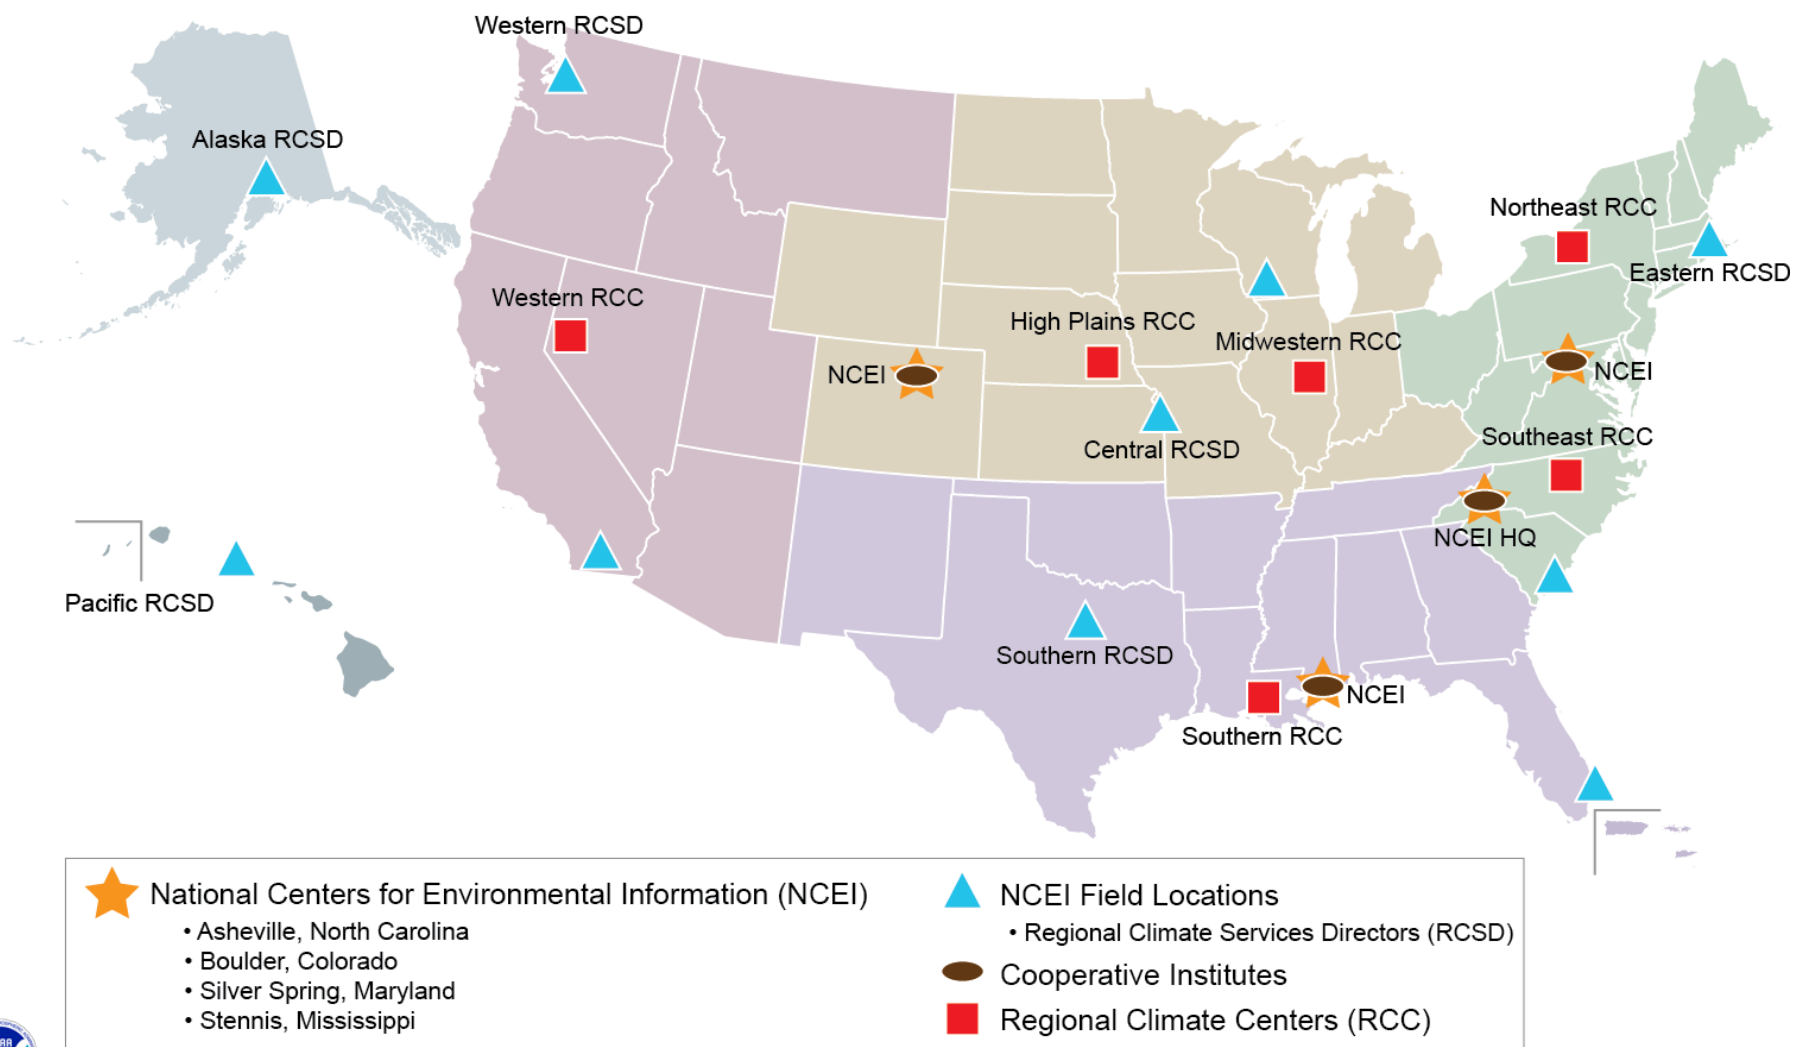 Western RCSD
Alaska RCSD
Northeast RCC
Eastern RCSD
Western RCC
High Plains RCC
Midwestern RCC
NCEI
NCEI
Southeast RCC
Central RCSD
NCEI HQ
Pacific RCSD
Southern RCSD
NCEI
Southern RCC
National Centers for Environmental Information (NCEI)
• Asheville, North Carolina
• Boulder, Colorado
• Silver Spring, Maryland
• Stennis, Mississippi
NCEI Field Locations
• Regional Climate Services Directors (RCSD)
Cooperative Institutes
Regional Climate Centers (RCC)